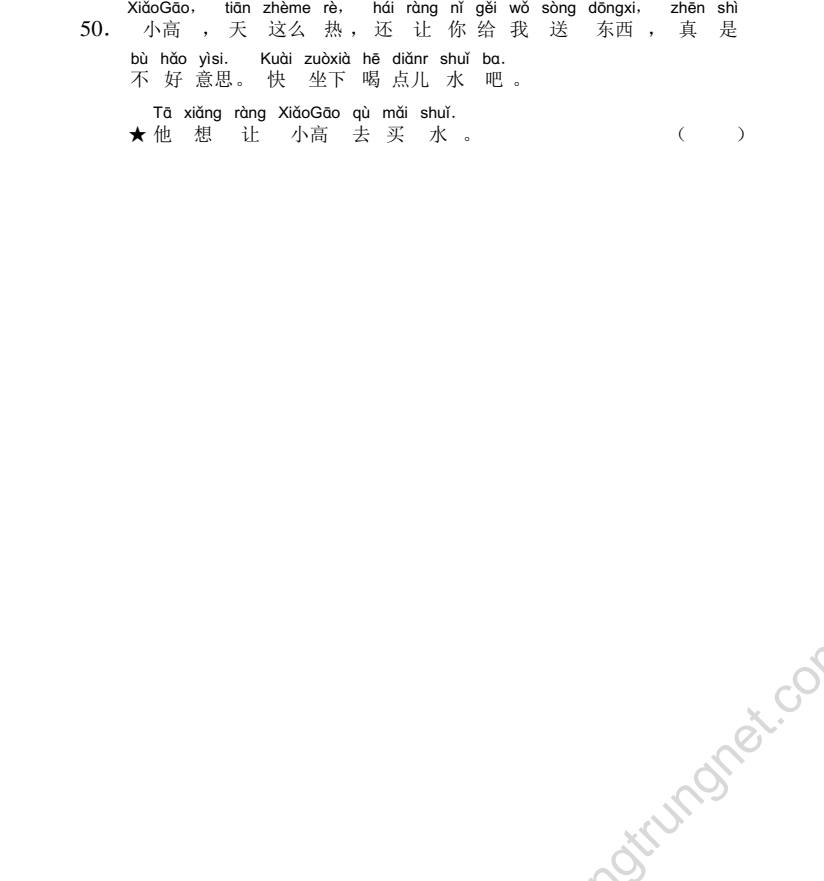 XiǎoGāo, tiān zhème rè, hái ràng nǐ gěi wǒ sòng dōngxi, zhēn shì
50. 小高 , 天 这么 热 , 还 让 你 给 我 送 东西 , 真 是
bù hǎo yìsi. Kuài zuòxià hē diǎnr shuǐ ba.
不 好 意思。 快 坐下 喝 点儿 水 吧 。
Tā xiǎng ràng XiǎoGāo qù mǎi shuǐ.
★ 他 想 让 小高 去 买 水 。 ( )
ngtrungnet.com